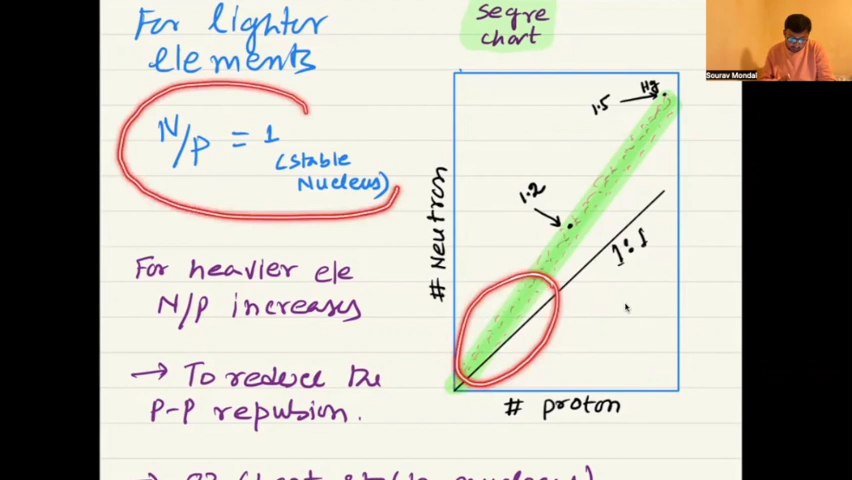 For lighter
elements
N/P = 1
(stable
Nucleus)
For heavier ele
N/P increases
→ To reduce the
P-P repulsion.
segre
chart
Hg
1.5
1.2
1:1
# Neutron
# proton
Sourav Mondal